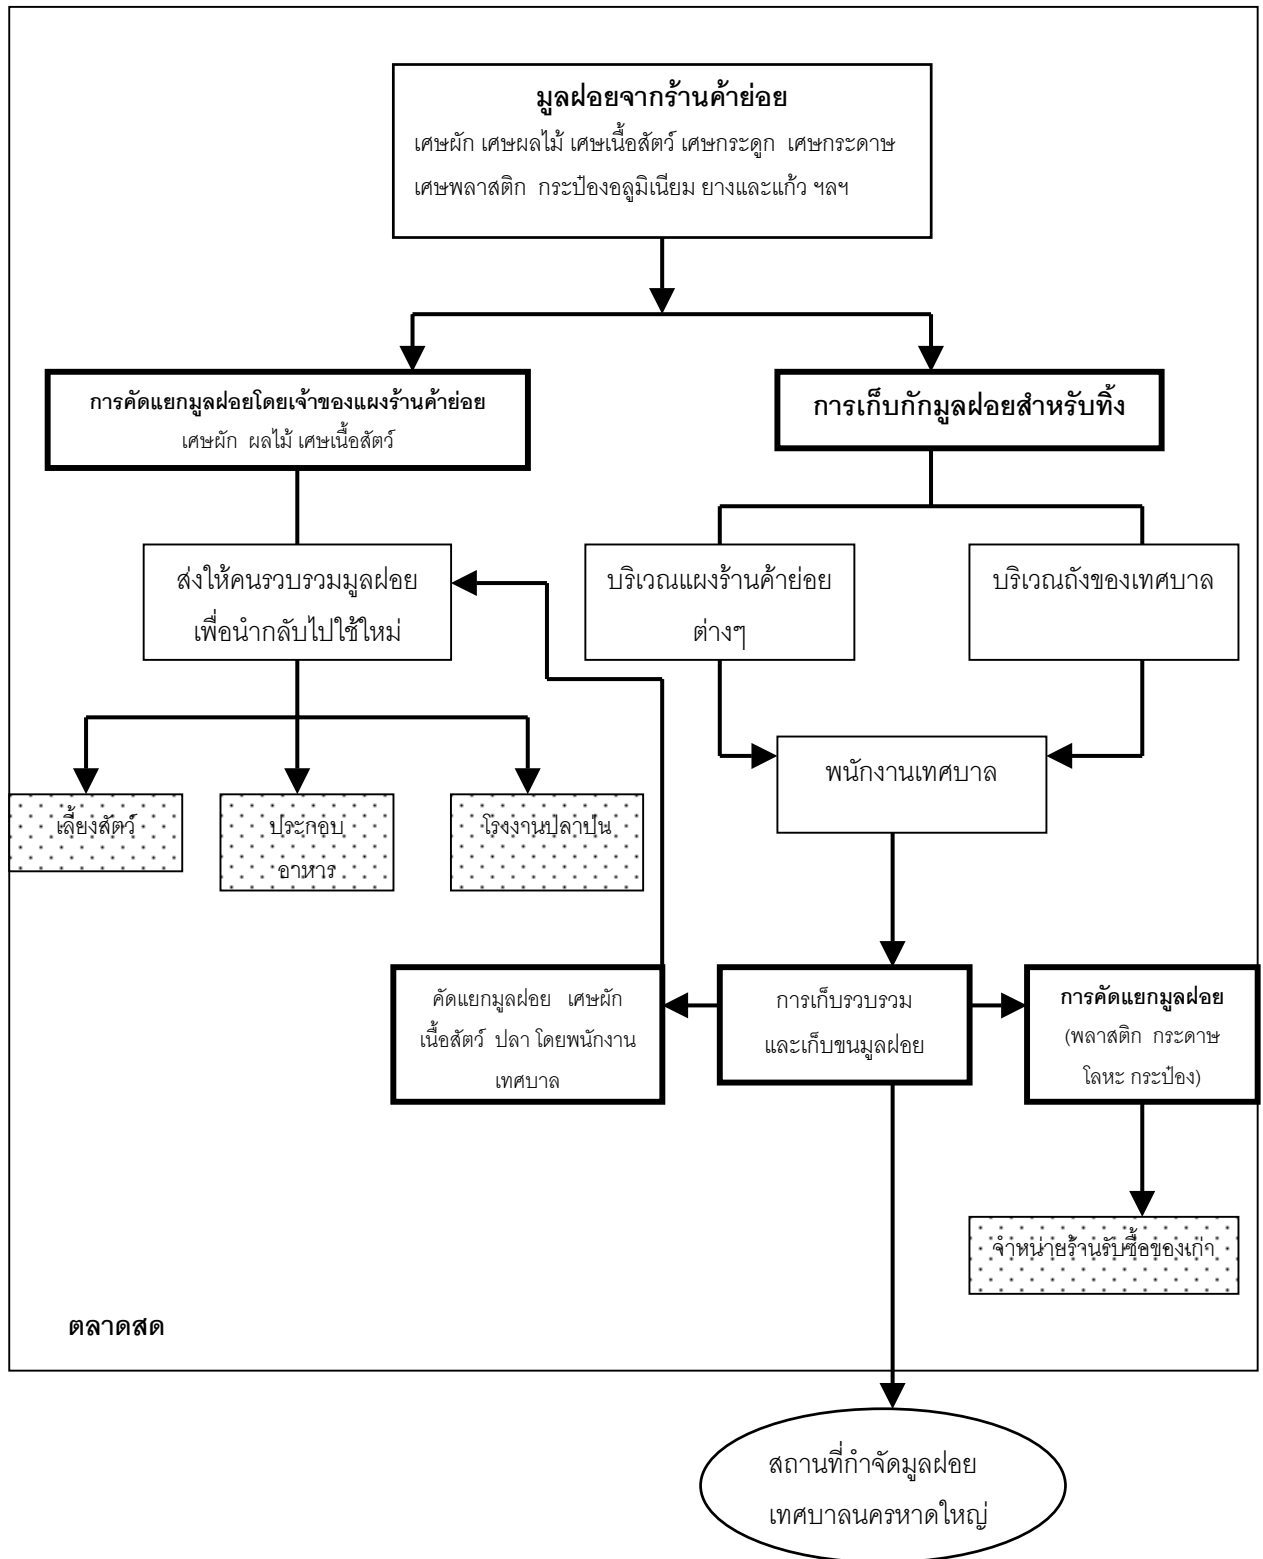 มูลฝอยจากร้านค้าย่อย
เศษผัก เศษผลไม้ เศษเนื้อสัตว์ เศษกระดูก เศษกระดาษ
เศษพลาสติก กระป๋องอลูมิเนียม ยางและแก้ว ฯลฯ
การคัดแยกมูลฝอยโดยเจ้าของแผงร้านค้าย่อย
เศษผัก ผลไม้ เศษเนื้อสัตว์
การเก็บกักมูลฝอยสำหรับทิ้ง
ส่งให้คนรวบรวมมูลฝอย
เพื่อนำกลับไปใช้ใหม่
บริเวณแผงร้านค้าย่อย
ต่างๆ
บริเวณถังของเทศบาล
พนักงานเทศบาล
เลี้ยงสัตว์
ประกอบ
อาหาร
โรงงานปลาป่น
คัดแยกมูลฝอย เศษผัก
เนื้อสัตว์ ปลา โดยพนักงาน
เทศบาล
การเก็บรวบรวม
และเก็บขนมูลฝอย
การคัดแยกมูลฝอย
(พลาสติก กระดาษ
โลหะ กระป๋อง)
จำหน่ายร้านรับซื้อของเก่า
ตลาดสด
สถานที่กำจัดมูลฝอย
เทศบาลนครหาดใหญ่